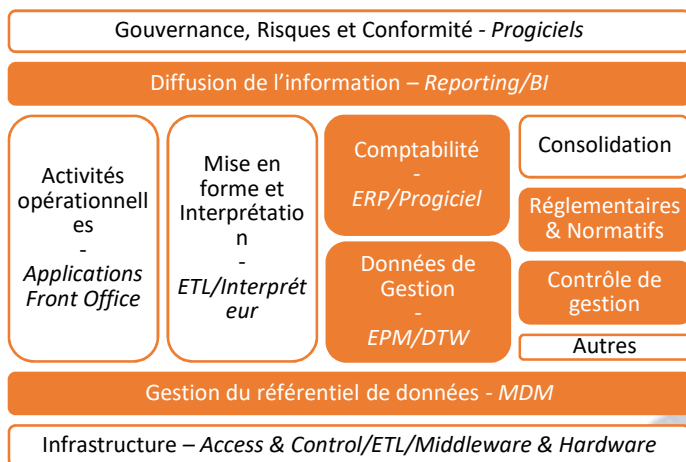 Gouvernance, Risques et Conformité - Progiciels
Diffusion de l’information – Reporting/BI
Activités
opérationnell
es
-
Applications
Front Office
Mise en
forme et
Interprétatio
n
-
ETL/Interprét
eur
Comptabilité
-
ERP/Progiciel
Données de
Gestion
-
EPM/DTW
Consolidation
Réglementaires
& Normatifs
Contrôle de
gestion
Autres
Gestion du référentiel de données - MDM
Infrastructure – Access & Control/ETL/Middleware & Hardware